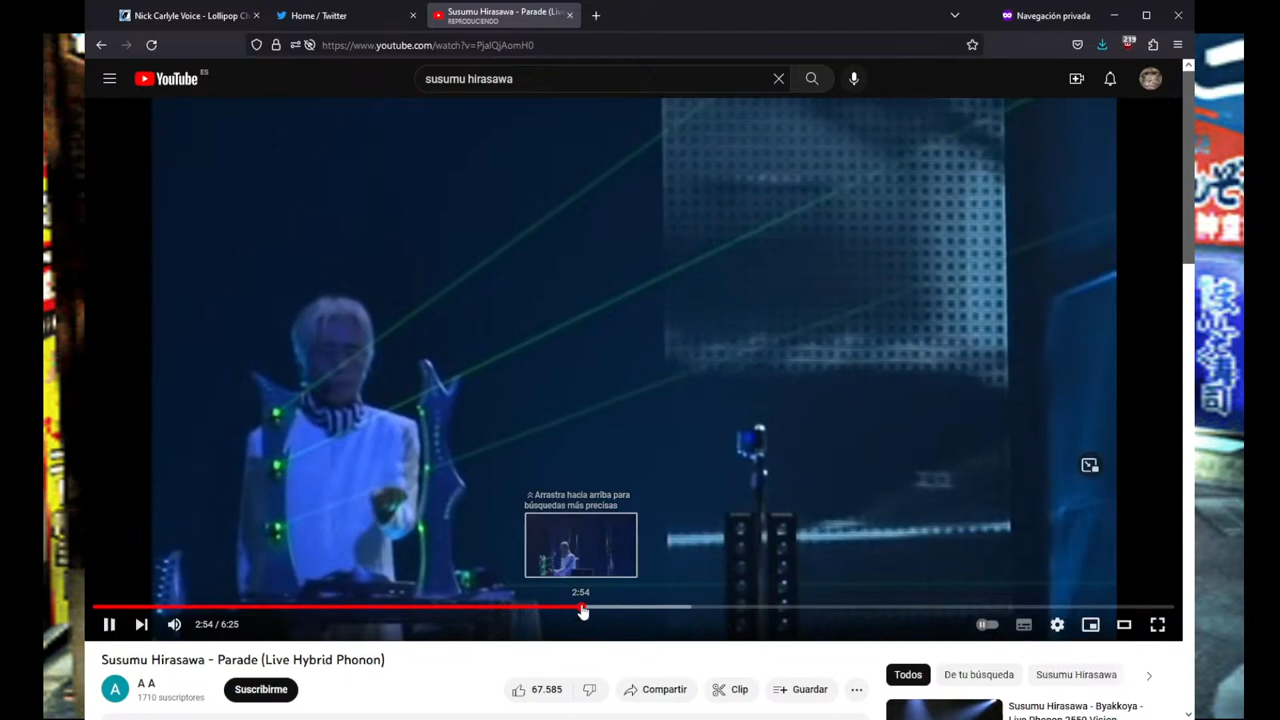 Nick Carlyle Voice - Lollipop Ch
Home / Twitter
Susumu Hirasawa - Parade (Live
REPRODUCIENDO
Navegación privada
https://www.youtube.com/watch?v=PjaIQjAomH0
219
YouTube ES
susumu hirasawa
Arrastra hacia arriba para
búsquedas más precisas
2:54
2:54 / 6:25
Susumu Hirasawa - Parade (Live Hybrid Phonon)
A
A A
1710 suscriptores
Suscribirme
67.585
Compartir
Clip
Guardar
Todos
De tu búsqueda
Susumu Hirasawa
Susumu Hirasawa - Byakkoya -
Live Phonon 2550 Vision